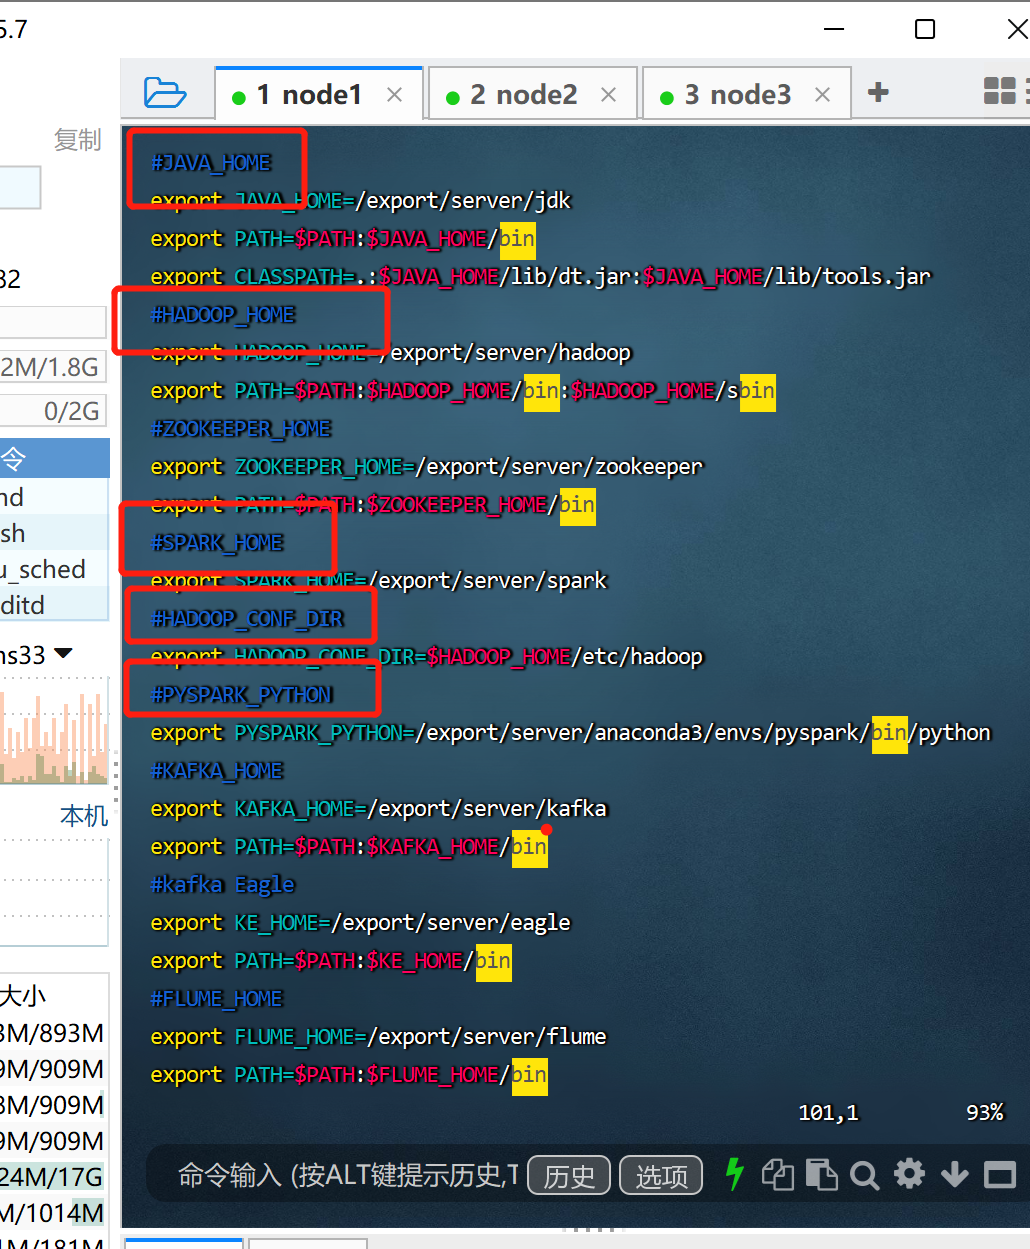 5.7
1 node1
2 node2
3 node3
复制
#JAVA_HOME
export JAVA_HOME=/export/server/jdk
export PATH=$PATH:$JAVA_HOME/bin
export CLASSPATH=.:$JAVA_HOME/lib/dt.jar:$JAVA_HOME/lib/tools.jar
#HADOOP_HOME
export HADOOP_HOME=/export/server/hadoop
export PATH=$PATH:$HADOOP_HOME/bin:$HADOOP_HOME/sbin
#ZOOKEEPER_HOME
export ZOOKEEPER_HOME=/export/server/zookeeper
export PATH=$PATH:$ZOOKEEPER_HOME/bin
#SPARK_HOME
export SPARK_HOME=/export/server/spark
#HADOOP_CONF_DIR
export HADOOP_CONF_DIR=$HADOOP_HOME/etc/hadoop
#PYSPARK_PYTHON
export PYSPARK_PYTHON=/export/server/anaconda3/envs/pyspark/bin/python
#KAFKA_HOME
export KAFKA_HOME=/export/server/kafka
export PATH=$PATH:$KAFKA_HOME/bin
#kafka Eagle
export KE_HOME=/export/server/eagle
export PATH=$PATH:$KE_HOME/bin
#FLUME_HOME
export FLUME_HOME=/export/server/flume
export PATH=$PATH:$FLUME_HOME/bin
101,1 93%
命令输入 (按ALT键提示历史,T
历史
选项
32
2M/1.8G
0/2G
令
nd
sh
u_sched
ditd
ns33
本机
大小
3M/893M
9M/909M
3M/909M
9M/909M
24M/17G
M/1014M